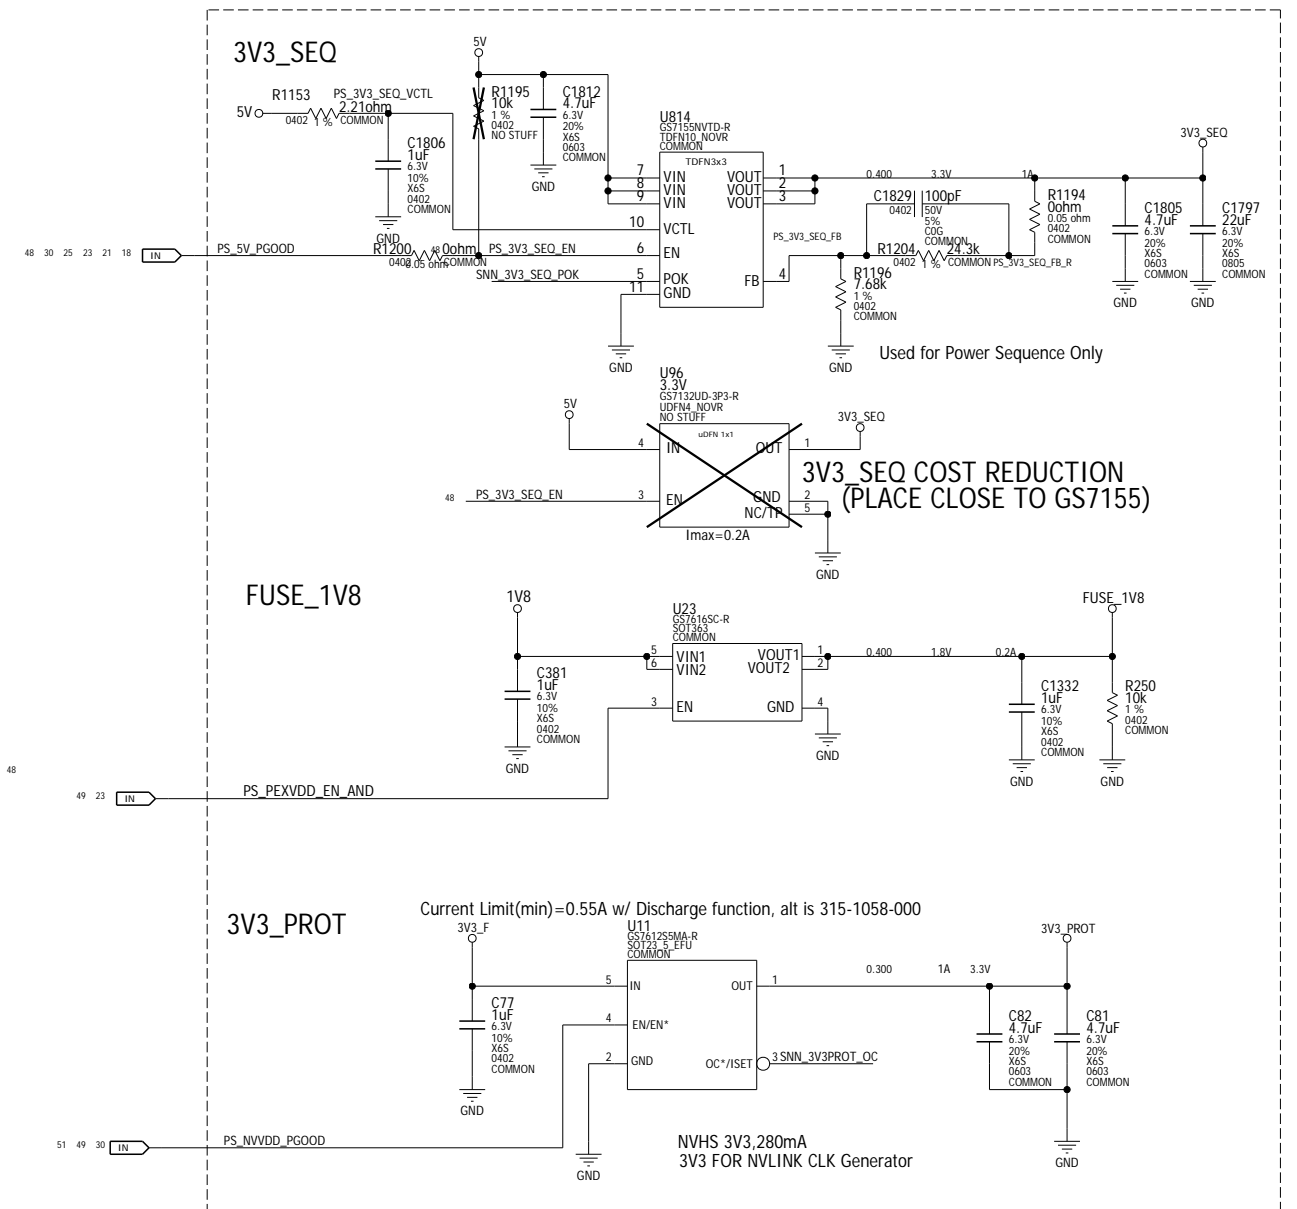 3V3_SEQ
5V
5V
R1153
PS_3V3_SEQ_VCTL
2.21ohm
0402 1 % COMMON
C1806
1uF
6.3V
10%
X6S
0402
COMMON
GND
R1195
10k
1 %
0402
NO STUFF
C1812
4.7uF
6.3V
20%
X6S
0603
COMMON
GND
U814
GS7155NVTD-R
TDFN10_NOVR
COMMON
TDFN3x3
7 VIN VOUT 1
8 VIN VOUT 2
9 VIN VOUT 3
10 VCTL
6 EN
5 POK
11 GND
FB 4
GND
0.400 3.3V 1A
3V3_SEQ
C1829 100pF
0402 50V
5%
C0G
COMMON
R1194
0ohm
0.05 ohm
0402
COMMON
C1805
4.7uF
6.3V
20%
X6S
0603
COMMON
GND
C1797
22uF
6.3V
20%
X6S
0805
COMMON
GND
48 30 25 23 21 18 IN PS_5V_PGOOD
R1200 48 0ohm
0402 0.05 ohm COMMON
PS_3V3_SEQ_EN
SNN_3V3_SEQ_POK
PS_3V3_SEQ_FB
R1204 24.3k
0402 1 % COMMON PS_3V3_SEQ_FB_R
R1196
7.68k
1 %
0402
COMMON
GND
Used for Power Sequence Only
U96
3.3V
GS7132UD-3P3-R
UDFN4_NOVR
NO STUFF
5V
uDFN 1x1
3V3_SEQ
4 IN OUT 1
48 PS_3V3_SEQ_EN 3 EN GND 2
NC/TP 5
Imax=0.2A
GND
3V3_SEQ COST REDUCTION
(PLACE CLOSE TO GS7155)
FUSE_1V8
1V8
U23
GS7616SC-R
SOT363
COMMON
FUSE_1V8
5 VIN1 VOUT1 1
6 VIN2 VOUT2 2
3 EN GND 4
0.400 1.8V 0.2A
C381
1uF
6.3V
10%
X6S
0402
COMMON
GND
GND
C1332
1uF
6.3V
10%
X6S
0402
COMMON
GND
R250
10k
1 %
0402
COMMON
GND
48
49 23 IN PS_PEXVDD_EN_AND
3V3_PROT
Current Limit(min)=0.55A w/ Discharge function, alt is 315-1058-000
3V3_F
U11
GS7612S5MA-R
SOT23_5_EFU
COMMON
3V3_PROT
5 IN OUT 1
4 EN/EN*
2 GND OC*/ISET 3 SNN_3V3PROT_OC
0.300 1A 3.3V
C77
1uF
6.3V
10%
X6S
0402
COMMON
GND
C82
4.7uF
6.3V
20%
X6S
0603
COMMON
C81
4.7uF
6.3V
20%
X6S
0603
COMMON
GND
51 49 30 IN PS_NVVDD_PGOOD
GND
NVHS 3V3,280mA
3V3 FOR NVLINK CLK Generator